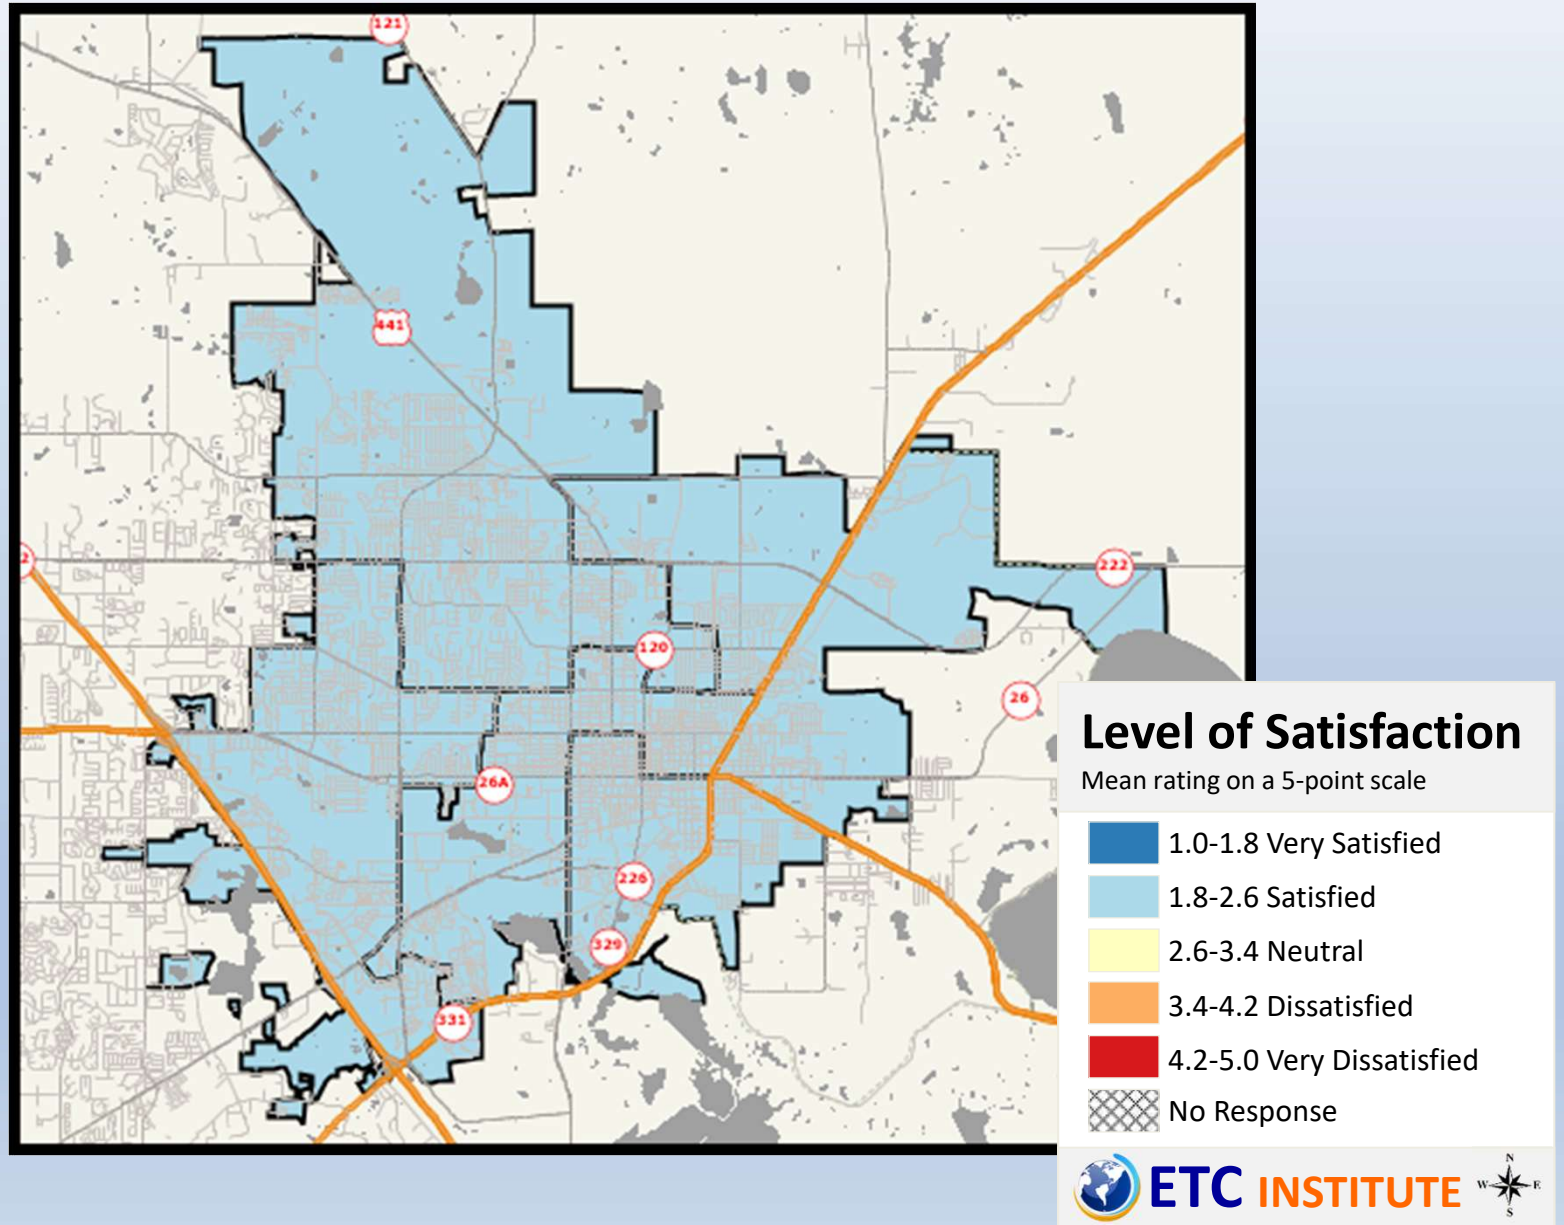 121
441
2
222
120
26
26A
226
329
331
Level of Satisfaction
Mean rating on a 5-point scale
1.0-1.8 Very Satisfied
1.8-2.6 Satisfied
2.6-3.4 Neutral
3.4-4.2 Dissatisfied
4.2-5.0 Very Dissatisfied
No Response
ETC INSTITUTE
N
W E
S